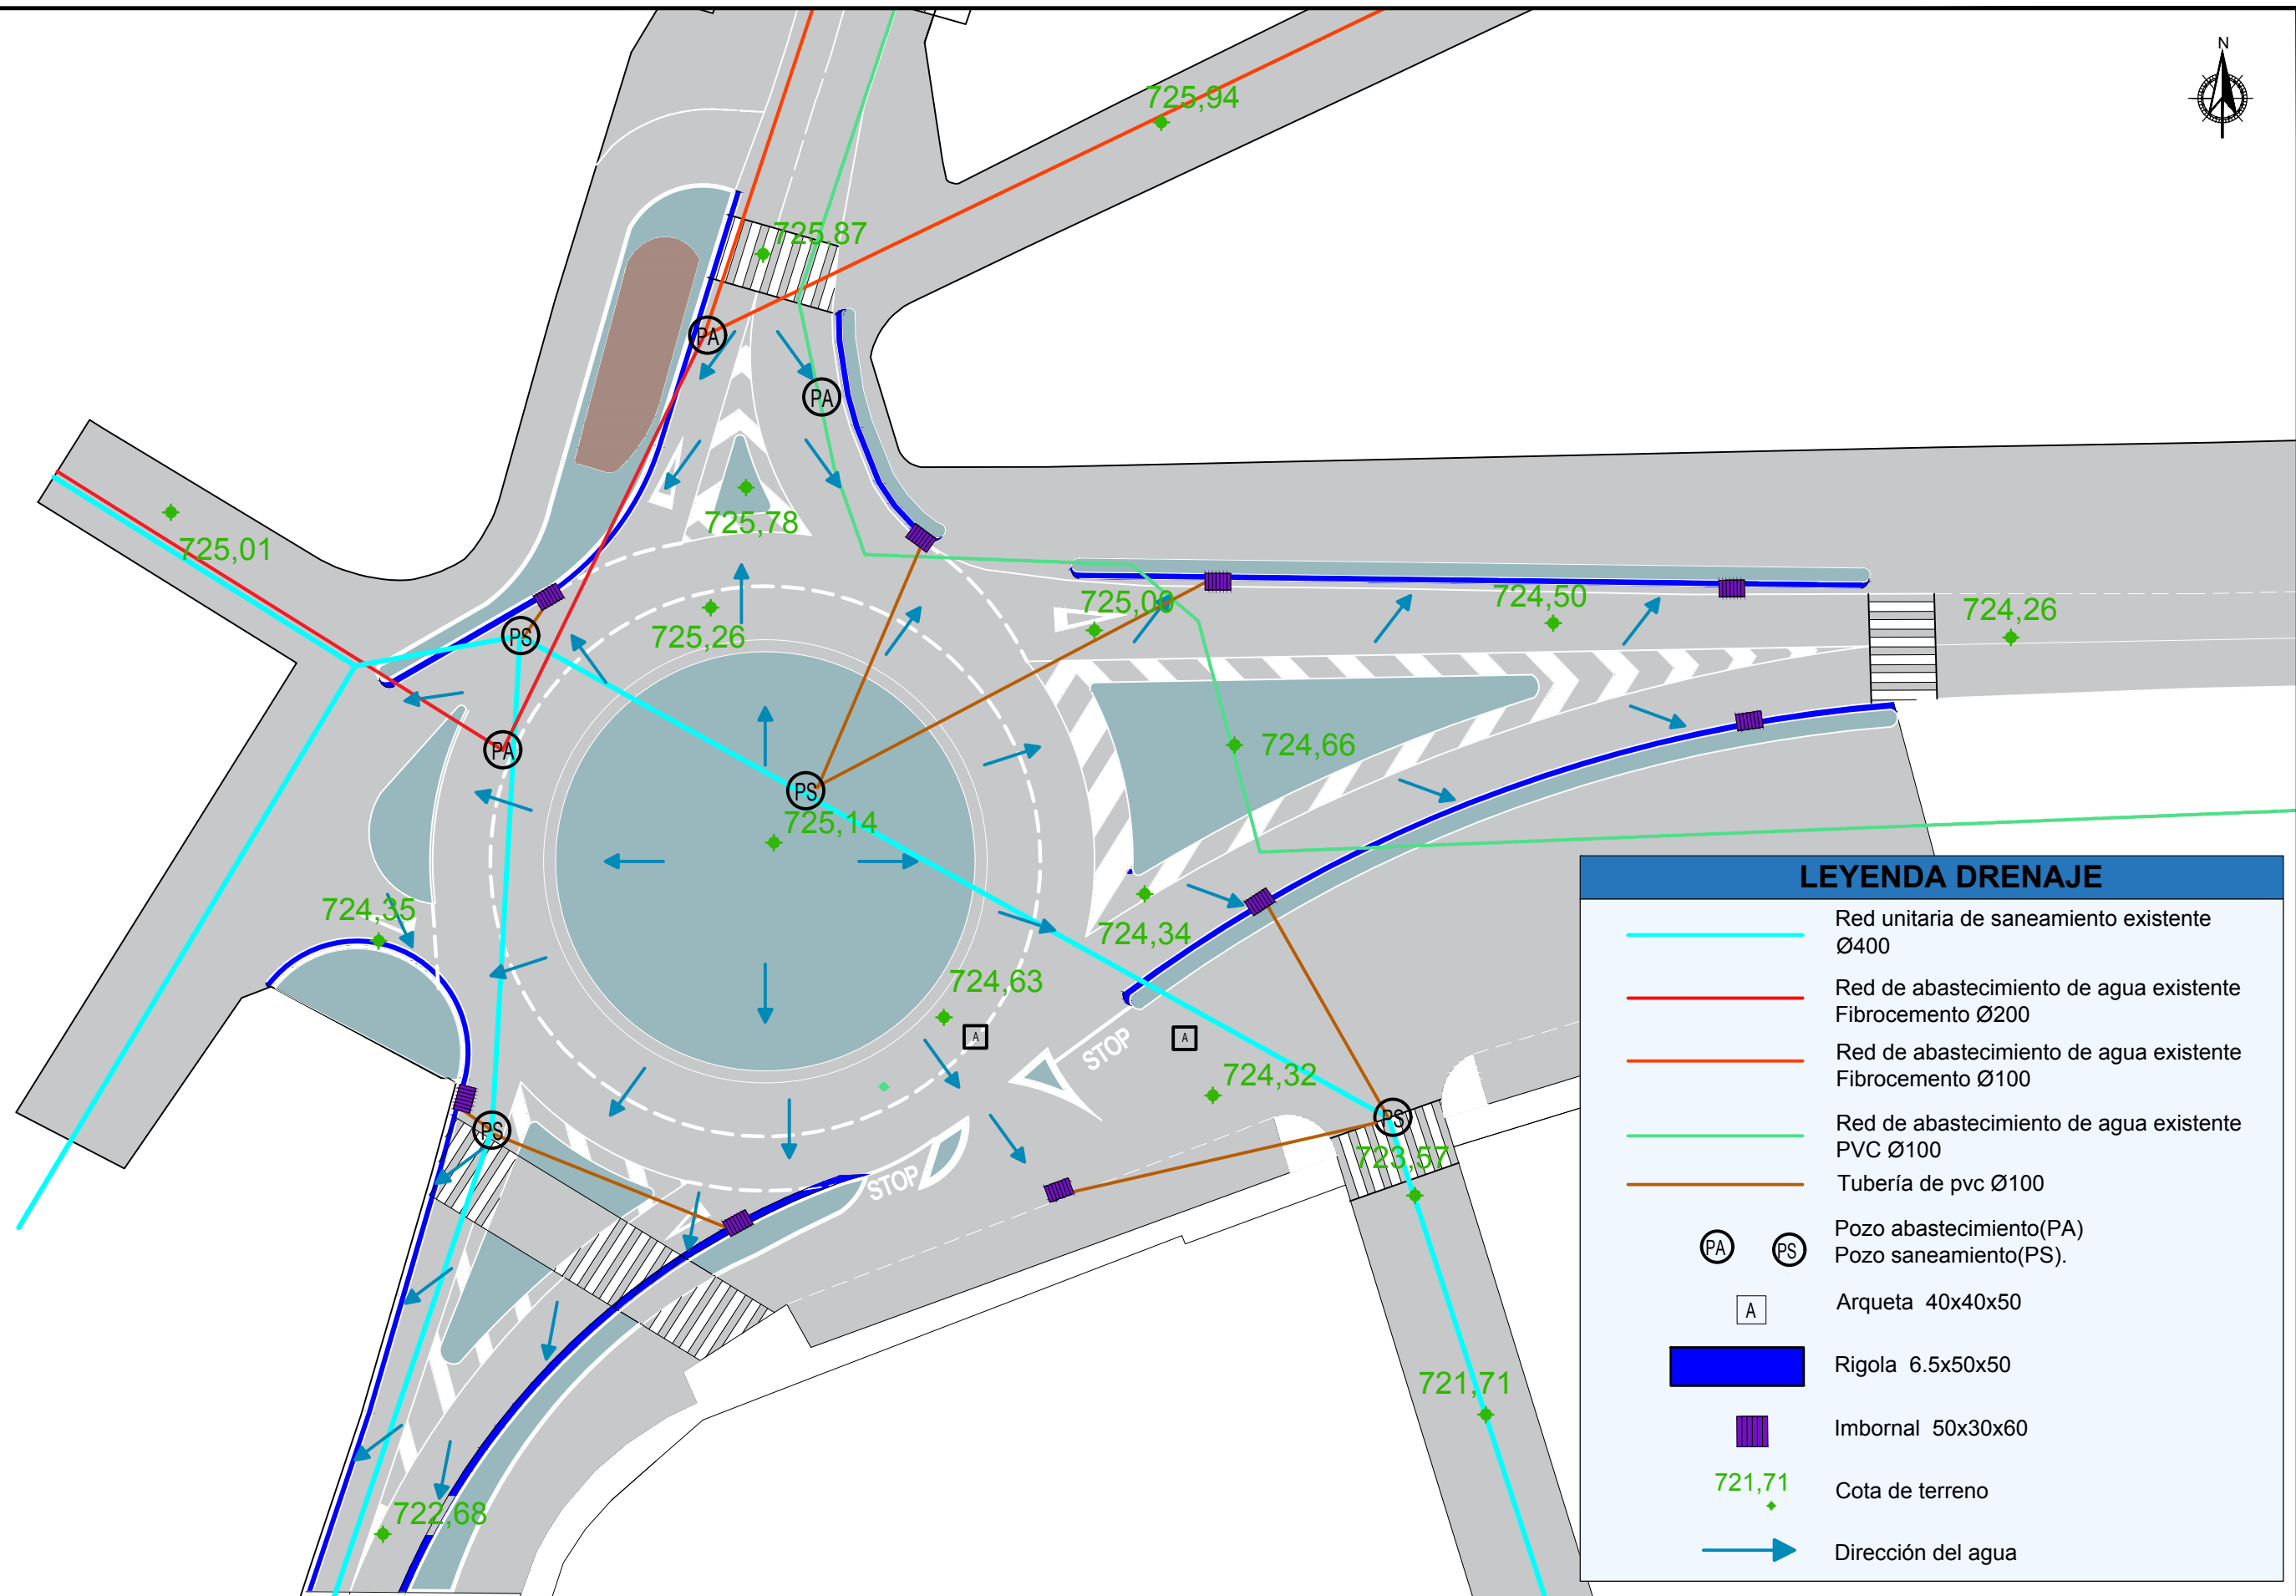 N
725,94
725,87
PA
PA
725,78
725,01
725,00
724,50
724,26
725,26
PS
PA
724,66
PS
725,14
724,35
724,34
724,63
A
A
STOP
724,32
PS
PS
723,57
STOP
721,71
722,68
LEYENDA DRENAJE
Red unitaria de saneamiento existente
Ø400
Red de abastecimiento de agua existente
Fibrocemento Ø200
Red de abastecimiento de agua existente
Fibrocemento Ø100
Red de abastecimiento de agua existente
PVC Ø100
Tubería de pvc Ø100
PA PS
Pozo abastecimiento(PA)
Pozo saneamiento(PS).
A
Arqueta 40x40x50
Rigola 6.5x50x50
Imbornal 50x30x60
721,71
Cota de terreno
Dirección del agua